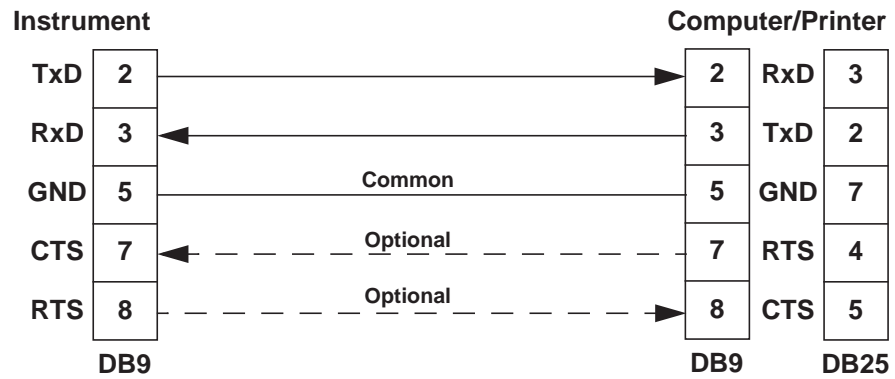 Instrument Computer/Printer
TxD 2 2 RxD 3
RxD 3 3 TxD 2
GND 5 Common 5 GND 7
CTS 7 Optional 7 RTS 4
RTS 8 Optional 8 CTS 5
DB9 DB9 DB25